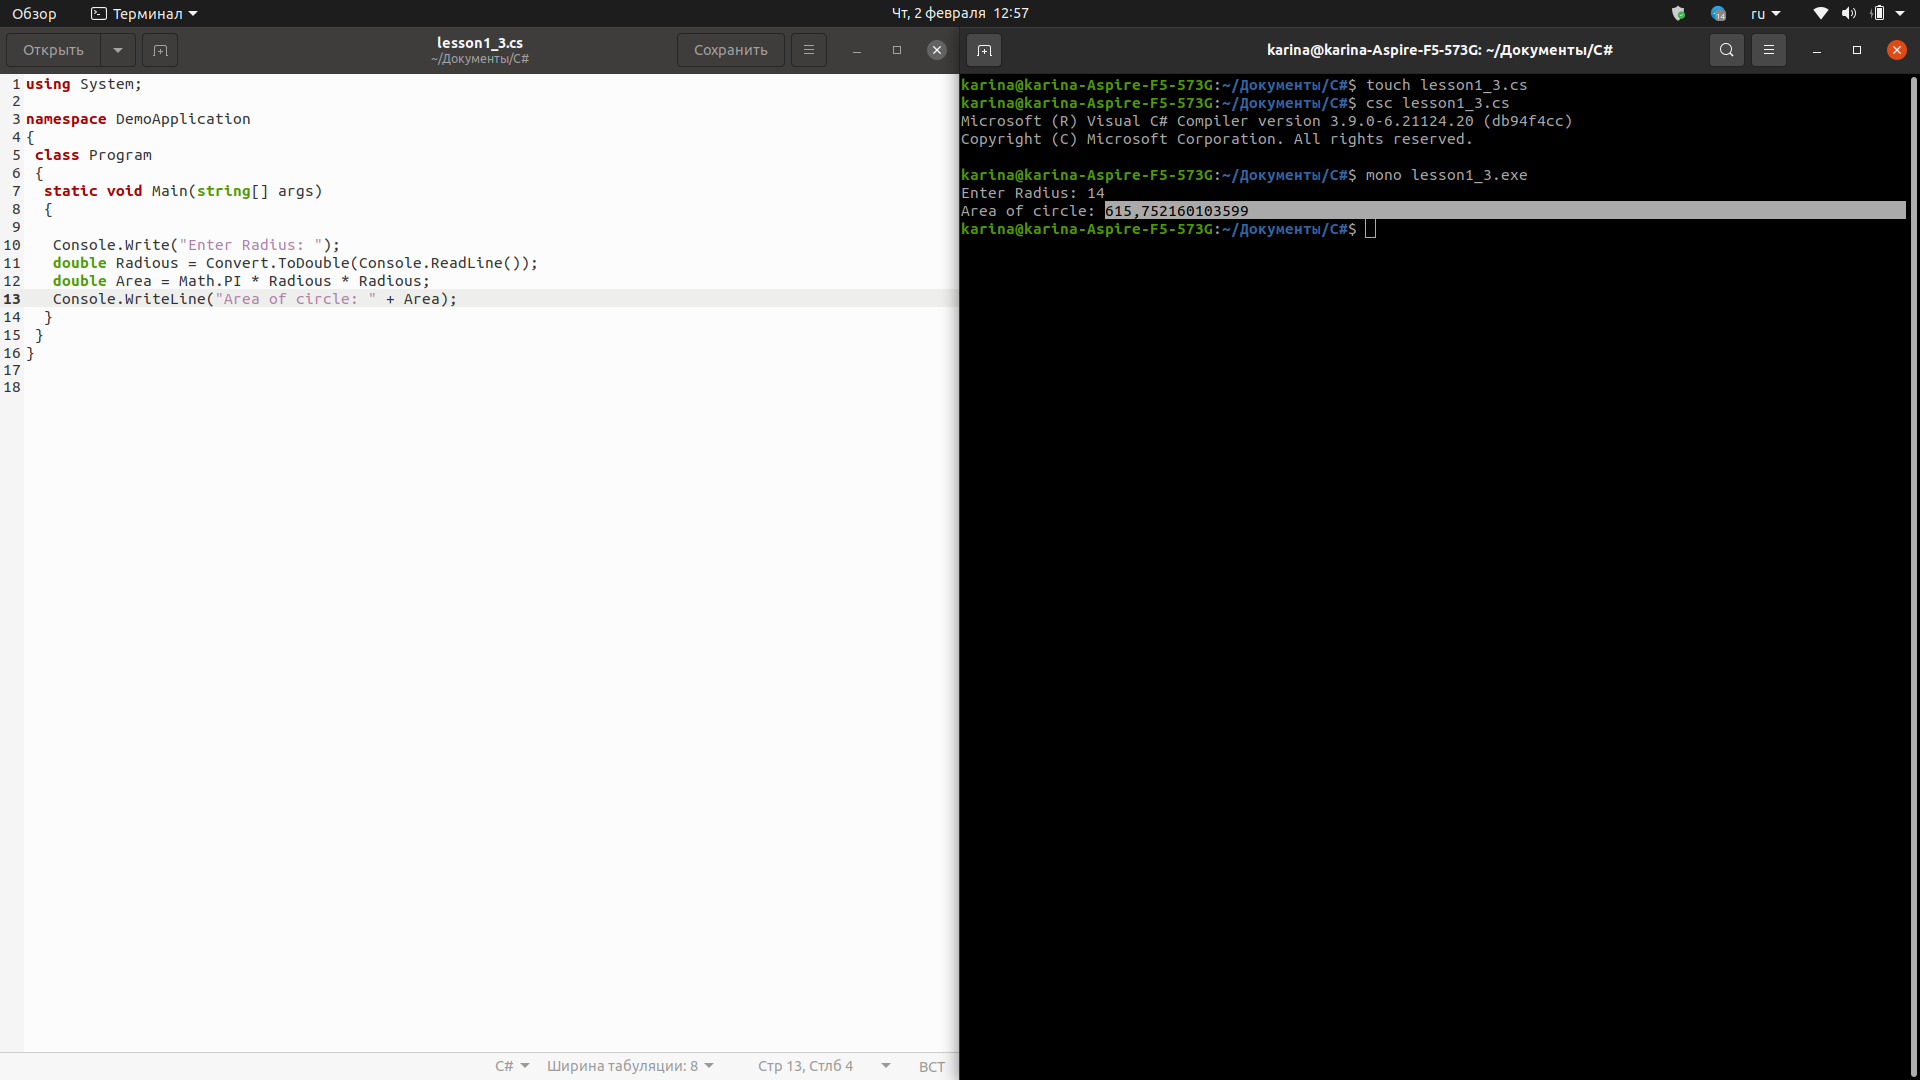 Обзор Терминал Чт, 2 февраля 12:57 14 ru
Открыть lesson1_3.cs Сохранить
~/Документы/C#
1 using System;
2
3 namespace DemoApplication
4 {
5 class Program
6 {
7 static void Main(string[] args)
8 {
9
10 Console.Write("Enter Radius: ");
11 double Radious = Convert.ToDouble(Console.ReadLine());
12 double Area = Math.PI * Radious * Radious;
13 Console.WriteLine("Area of circle: " + Area);
14 }
15 }
16 }
17
18
C# Ширина табуляции: 8 Стр 13, Стлб 4 ВСТ
karina@karina-Aspire-F5-573G: ~/Документы/C#
karina@karina-Aspire-F5-573G:~/Документы/C#$ touch lesson1_3.cs
karina@karina-Aspire-F5-573G:~/Документы/C#$ csc lesson1_3.cs
Microsoft (R) Visual C# Compiler version 3.9.0-6.21124.20 (db94f4cc)
Copyright (C) Microsoft Corporation. All rights reserved.
karina@karina-Aspire-F5-573G:~/Документы/C#$ mono lesson1_3.exe
Enter Radius: 14
Area of circle: 615,752160103599
karina@karina-Aspire-F5-573G:~/Документы/C#$